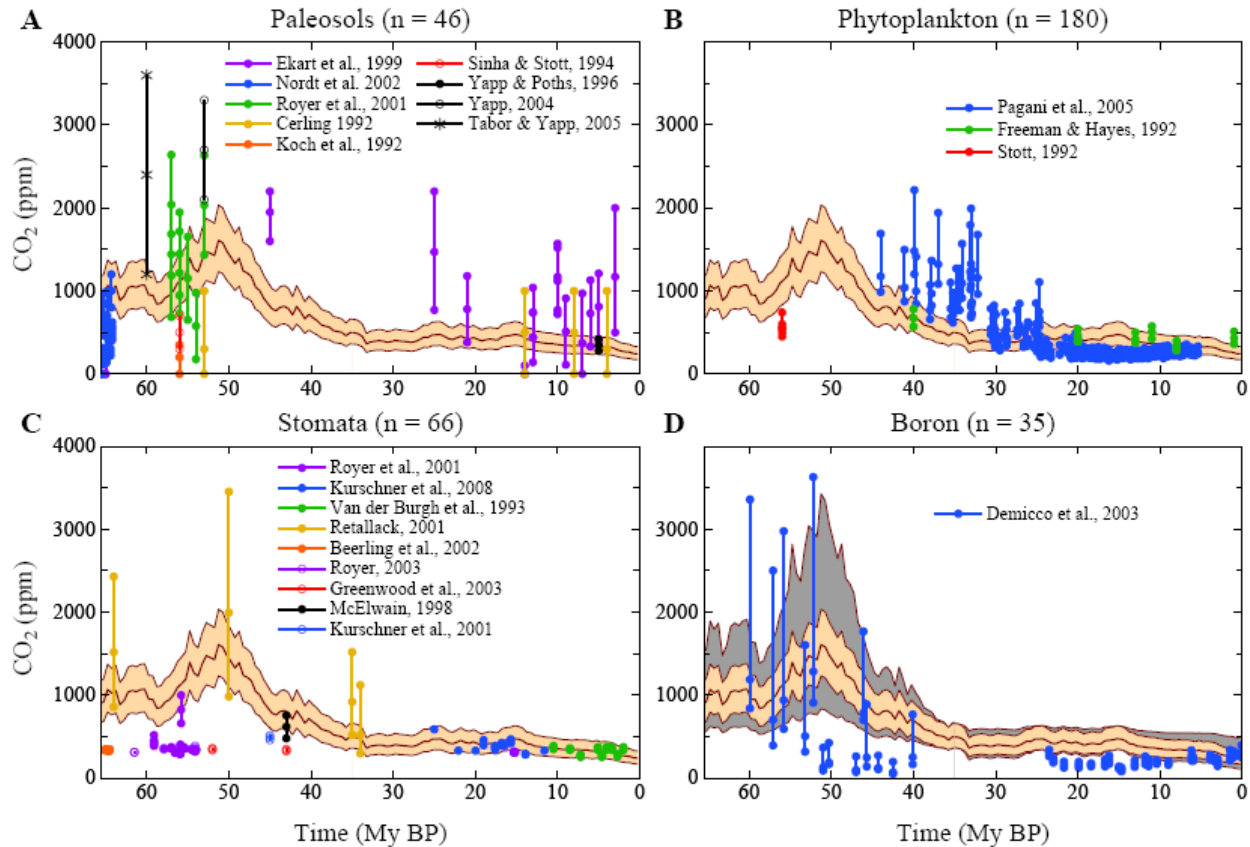 A Paleosols (n = 46)
4000
3000
2000
1000
0
CO2 (ppm)
Ekart et al., 1999
Nordt et al. 2002
Royer et al., 2001
Cerling 1992
Koch et al., 1992
Sinha & Stott, 1994
Yapp & Poths, 1996
Yapp, 2004
Tabor & Yapp, 2005
60 50 40 30 20 10 0
B Phytoplankton (n = 180)
Pagani et al., 2005
Freeman & Hayes, 1992
Stott, 1992
4000
3000
2000
1000
0
60 50 40 30 20 10 0
C Stomata (n = 66)
4000
3000
2000
1000
0
CO2 (ppm)
Royer et al., 2001
Kurschner et al., 2008
Van der Burgh et al., 1993
Retallack, 2001
Beerling et al., 2002
Royer, 2003
Greenwood et al., 2003
McElwain, 1998
Kurschner et al., 2001
60 50 40 30 20 10 0
Time (My BP)
D Boron (n = 35)
Demicco et al., 2003
4000
3000
2000
1000
0
60 50 40 30 20 10 0
Time (My BP)